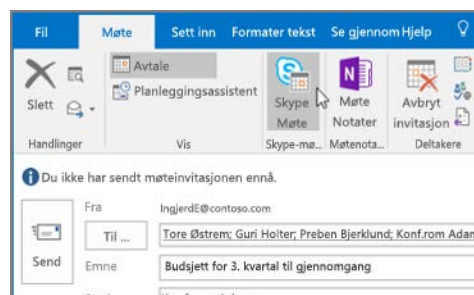 Fil Møte Sett inn Formater tekst Se gjennom Hjelp
Avtale
Planleggingsassistent
Slett
Skype Møte Avbryt
Møte Notater invitasjon
Handlinger Vis Skype-mø... Møtenota... Deltakere
Du ikke har sendt møteinvitasjonen ennå.
Fra IngjerdE@contoso.com
Til ... Tore Østrem; Guri Holter; Preben Bjerklund; Konf.rom Adam
Send Emne Budsjett for 3. kvartal til gjennomgang